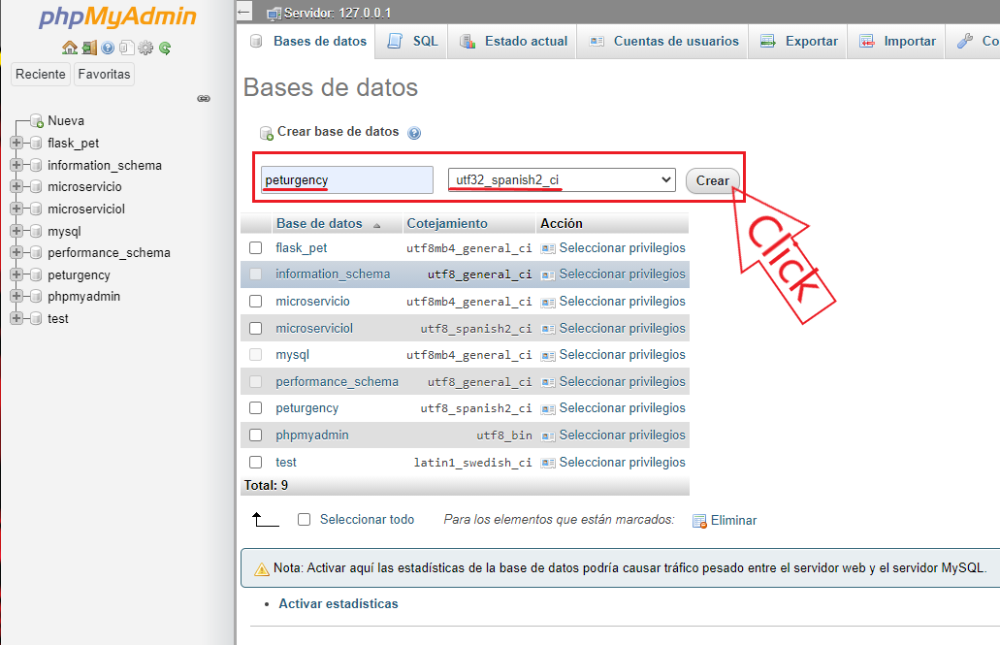 phpMyAdmin
Reciente Favoritas
Nueva
flask_pet
information_schema
microservicio
microserviciol
mysql
performance_schema
peturgency
phpmyadmin
test
Servidor: 127.0.0.1
Bases de datos SQL Estado actual Cuentas de usuarios Exportar Importar Co
Bases de datos
Crear base de datos
peturgency utf32_spanish2_ci Crear
Click
Base de datos Cotejamiento Acción
flask_pet utf8mb4_general_ci Seleccionar privilegios
information_schema utf8_general_ci Seleccionar privilegios
microservicio utf8mb4_general_ci Seleccionar privilegios
microserviciol utf8_spanish2_ci Seleccionar privilegios
mysql utf8mb4_general_ci Seleccionar privilegios
performance_schema utf8_general_ci Seleccionar privilegios
peturgency utf8_spanish2_ci Seleccionar privilegios
phpmyadmin utf8_bin Seleccionar privilegios
test latin1_swedish_ci Seleccionar privilegios
Total: 9
Seleccionar todo Para los elementos que están marcados: Eliminar
Nota: Activar aquí las estadísticas de la base de datos podría causar tráfico pesado entre el servidor web y el servidor MySQL.
• Activar estadísticas